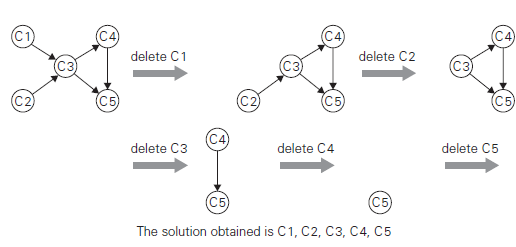 C1 C4 C4 C4
delete C1 delete C2
C3 C3 C3
C2 C5 C2 C5 C5
delete C3 C4 delete C4 delete C5
C5 C5
The solution obtained is C1, C2, C3, C4, C5